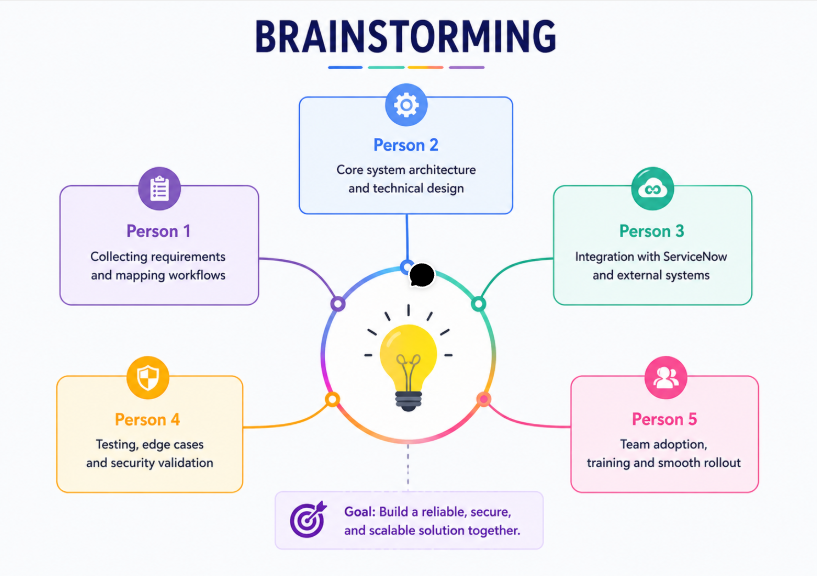 BRAINSTORMING
Person 2
Core system architecture
and technical design
Person 1
Collecting requirements
and mapping workflows
Person 3
Integration with ServiceNow
and external systems
Person 4
Testing, edge cases
and security validation
Person 5
Team adoption,
training and smooth rollout
Goal: Build a reliable, secure,
and scalable solution together.